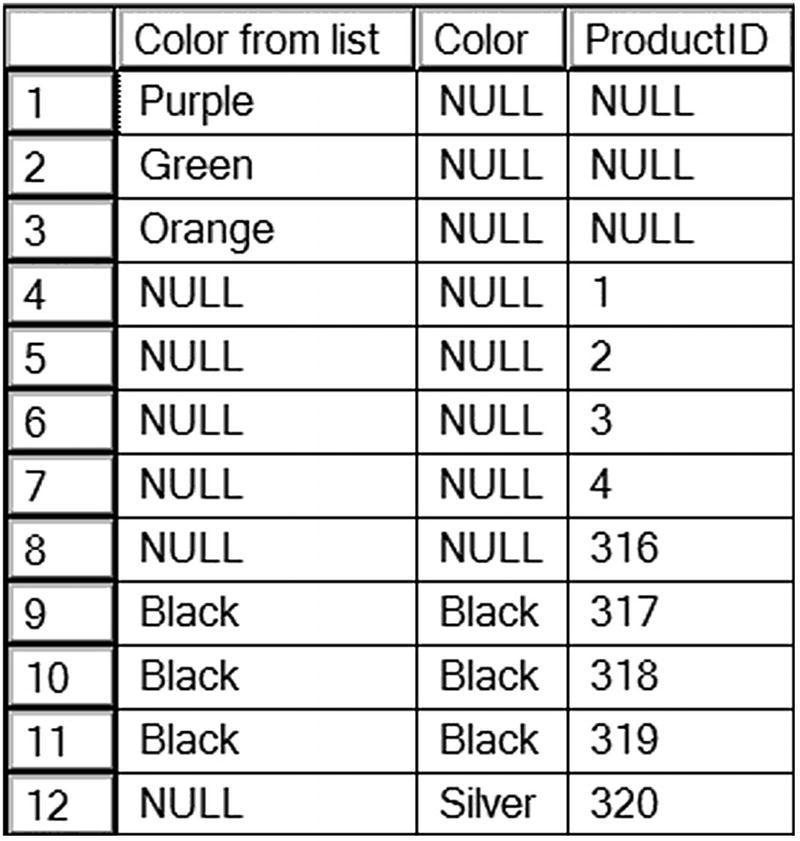 Color from list Color ProductID
1 Purple NULL NULL
2 Green NULL NULL
3 Orange NULL NULL
4 NULL NULL 1
5 NULL NULL 2
6 NULL NULL 3
7 NULL NULL 4
8 NULL NULL 316
9 Black Black 317
10 Black Black 318
11 Black Black 319
12 NULL Silver 320